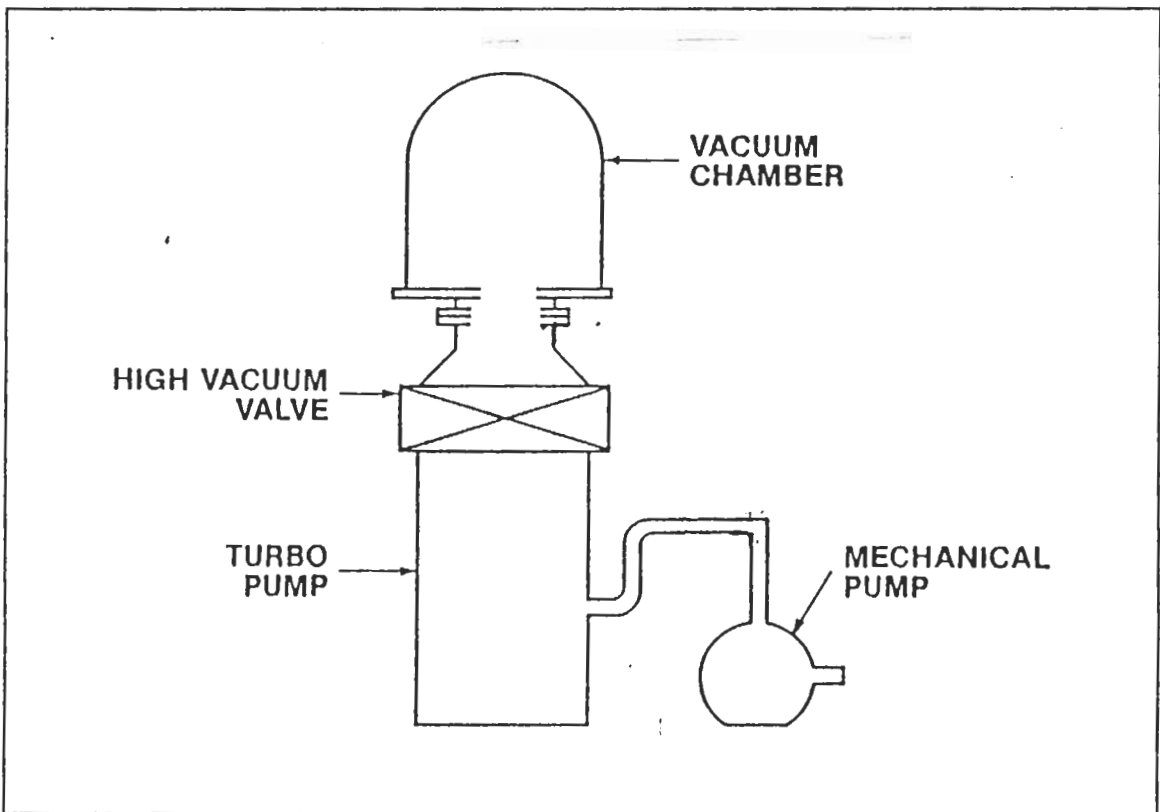 VACUUM
CHAMBER
HIGH VACUUM
VALVE
TURBO
PUMP
MECHANICAL
PUMP